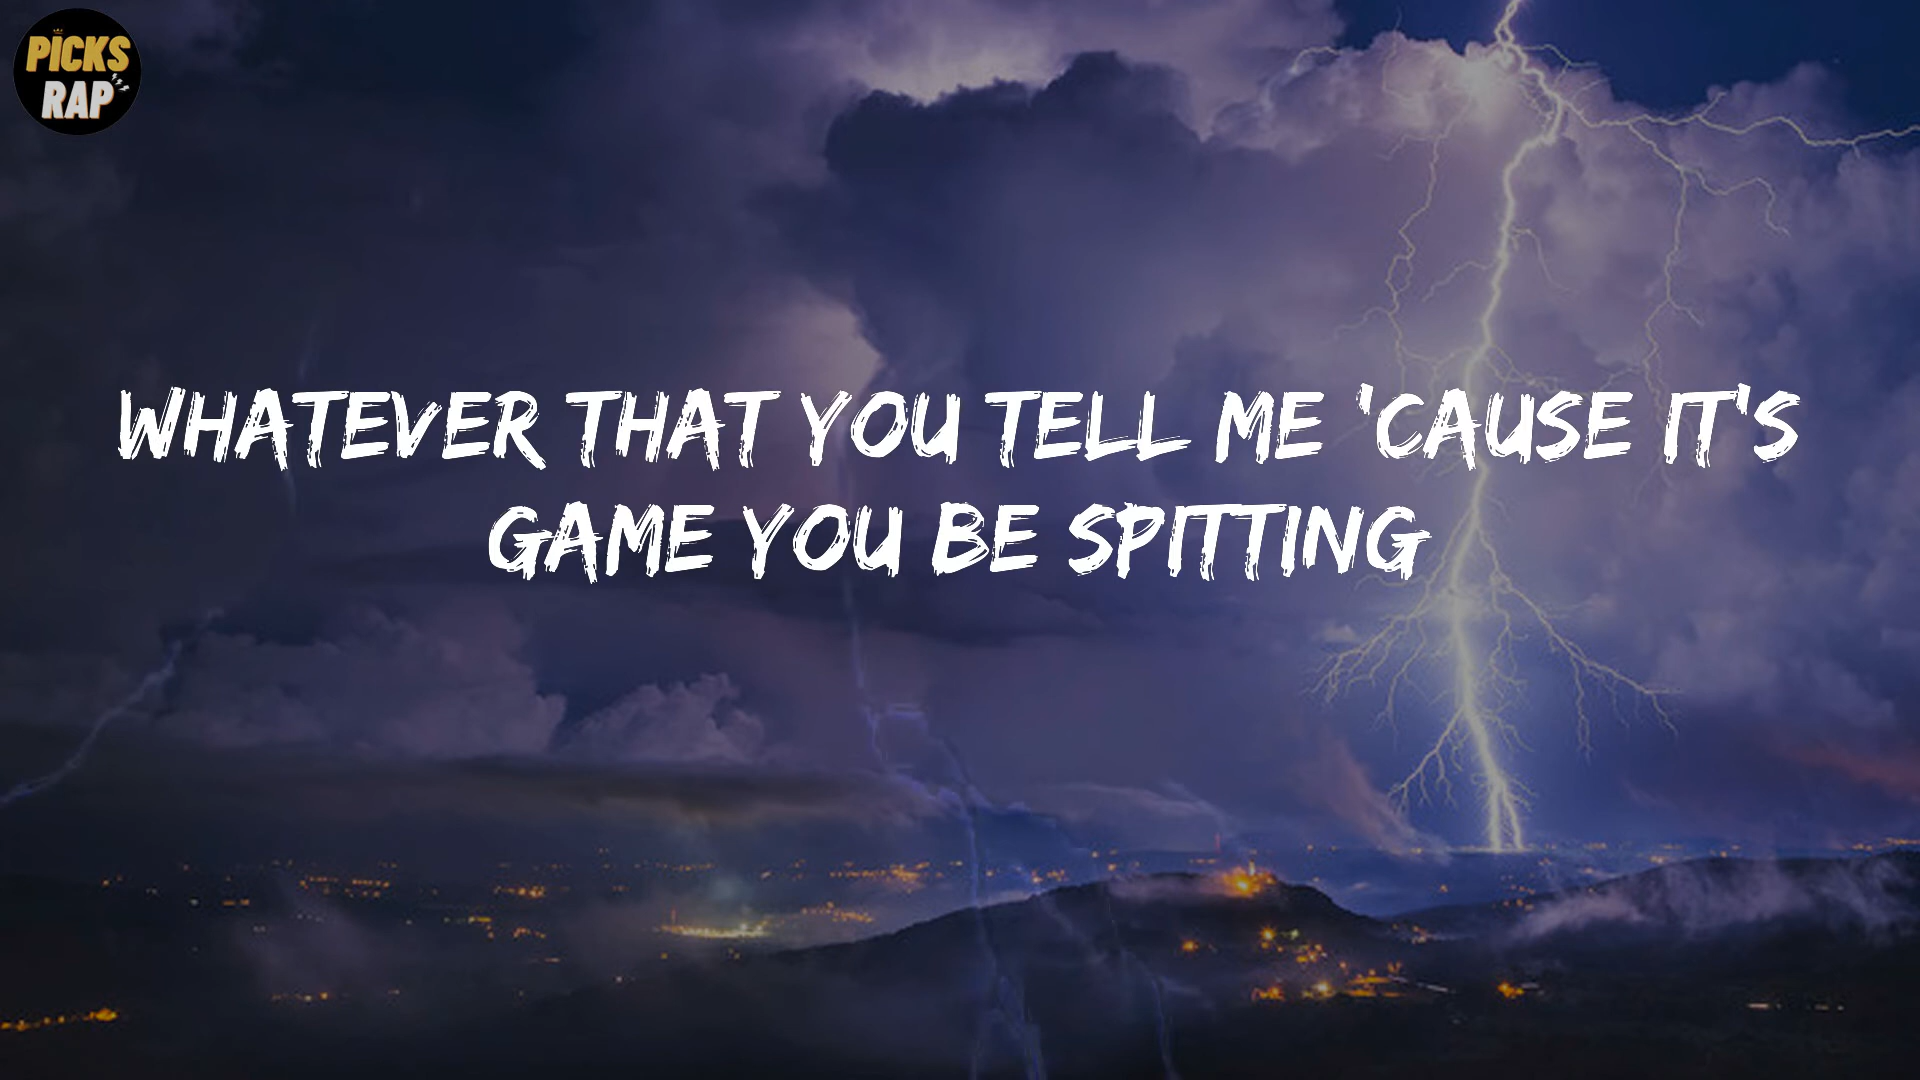 PICKS
RAP
WHATEVER THAT YOU TELL ME 'CAUSE IT'S
GAME YOU BE SPITTING